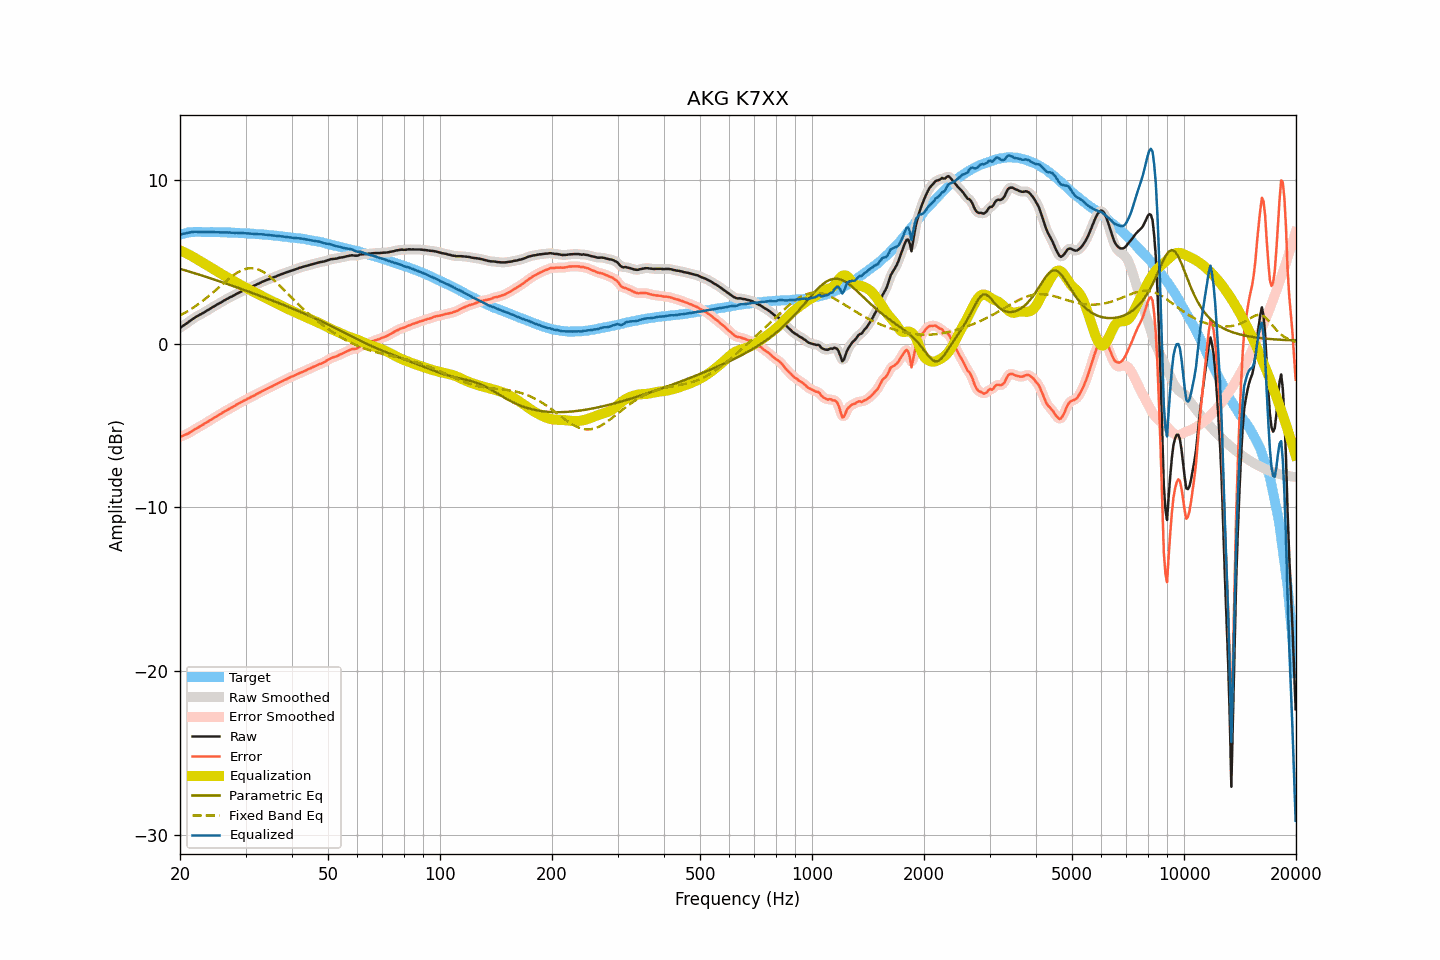 AKG K7XX
Amplitude (dBr)
10
0
−10
−20
−30
Target
Raw Smoothed
Error Smoothed
Raw
Error
Equalization
Parametric Eq
Fixed Band Eq
Equalized
20 50 100 200 500 1000 2000 5000 10000 20000
Frequency (Hz)